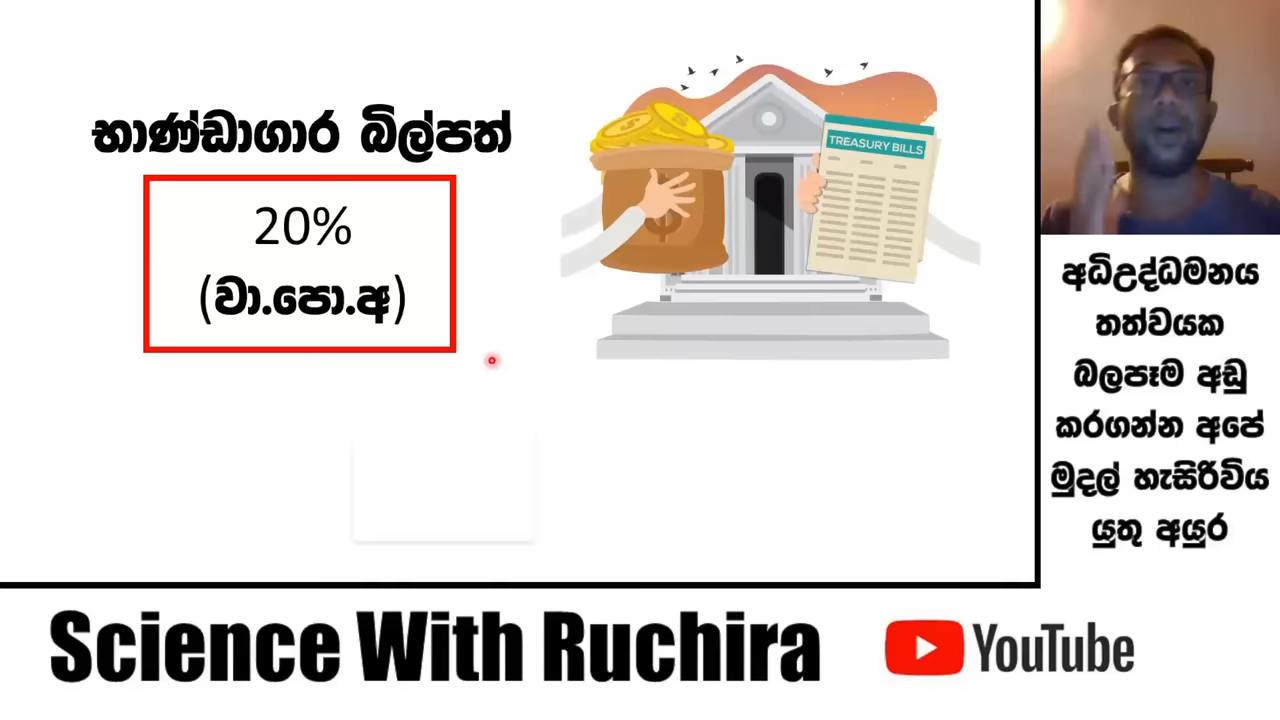 භාණ්ඩාගාර බිල්පත්
20%
(වා.පො.අ)
TREASURY BILLS
අධිඋද්ධමනය
තත්වයක
බලපෑම අඩු
කරගන්න අපේ
මුදල් හැසිරිවිය
යුතු අයුර
Science With Ruchira
YouTube